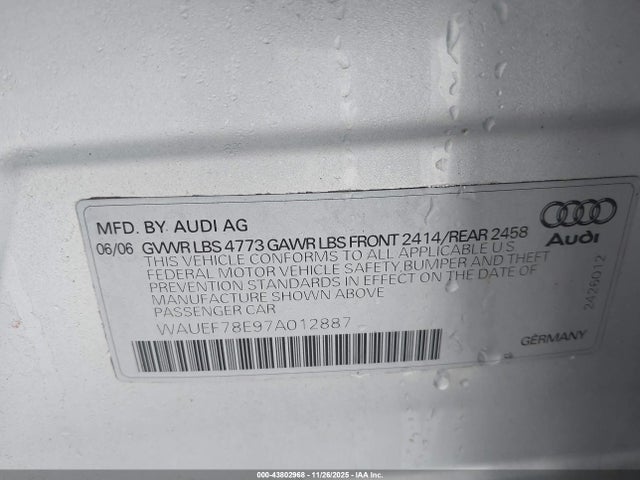 MFD. BY AUDI AG
06/06 GVWR LBS 4773 GAWR LBS FRONT 2414/REAR 2458
THIS VEHICLE CONFORMS TO ALL APPLICABLE U S
FEDERAL MOTOR VEHICLE SAFETY, BUMPER AND THEFT
PREVENTION STANDARDS IN EFFECT ON THE DATE OF
MANUFACTURE SHOWN ABOVE
PASSENGER CAR
WAUEF78E97A012887
Audi
2426012
GERMANY
00-43802968 - 11/26/2025 - IAA Inc.